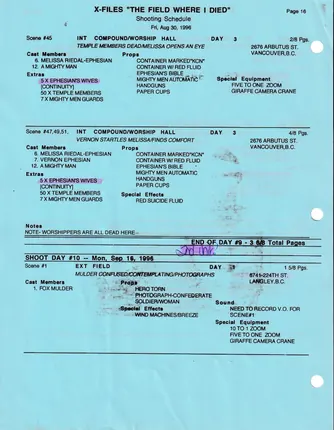 X-FILES "THE FIELD WHERE I DIED" Page 16
Shooting Schedule
Fri, Aug 30, 1996
Scene #45 INT COMPOUND/WORSHIP HALL DAY 3 2/8 Pgs.
TEMPLE MEMBERS DEAD/MELISSA OPENS AN EYE 2676 ARBUTUS ST.
VANCOUVER,B.C.
Cast Members Props
6. MELISSA RIEDAL-EPHESIAN CONTAINER MARKED"KCN"
12. A MIGHTY MAN CONTAINER W/ RED FLUID
Extras EPHESIAN'S BIBLE
5 X EPHESIAN'S WIVES MIGHTY MEN AUTOMATIC Special Equipment
[CONTINUITY] HANDGUNS FIVE TO ONE ZOOM
50 X TEMPLE MEMBERS PAPER CUPS GIRAFFE CAMERA CRANE
7 X MIGHTY MEN GUARDS
Scene #47,49,51, INT COMPOUND/WORSHIP HALL DAY 3 4/8 Pgs.
VERNON STARTLES MELISSA/FINDS COMFORT 2676 ARBUTUS ST.
VANCOUVER,B.C.
Cast Members Props
6. MELISSA RIEDAL-EPHESIAN CONTAINER MARKED"KCN"
7. VERNON EPHESIAN CONTAINER W/ RED FLUID
12. A MIGHTY MAN EPHESIAN'S BIBLE
Extras MIGHTY MEN AUTOMATIC
5 X EPHESIAN'S WIVES HANDGUNS
[CONTINUITY] PAPER CUPS
50 X TEMPLE MEMBERS Special Effects
7 X MIGHTY MEN GUARDS RED SUICIDE FLUID
Notes
NOTE- WORSHIPPERS ARE ALL DEAD HERE--
END OF DAY #9 - 3 6/8 Total Pages
SHOOT DAY #10 -- Mon, Sep 16, 1996
Scene #1 EXT FIELD DAY 1 5/8 Pgs.
MULDER CONFUSED/CONTEMPLATING/PHOTOGRAPHS 6741-224TH ST.
LANGLEY,B.C.
Cast Members Props
1. FOX MULDER HERO TORN
PHOTOGRAPH-CONFEDERATE Sound
SOLDIER/WOMAN NEED TO RECORD V.O. FOR
Special Effects SCENE#1
WIND MACHINES/BREEZE Special Equipment
10 TO 1 ZOOM
FIVE TO ONE ZOOM
GIRAFFE CAMERA CRANE